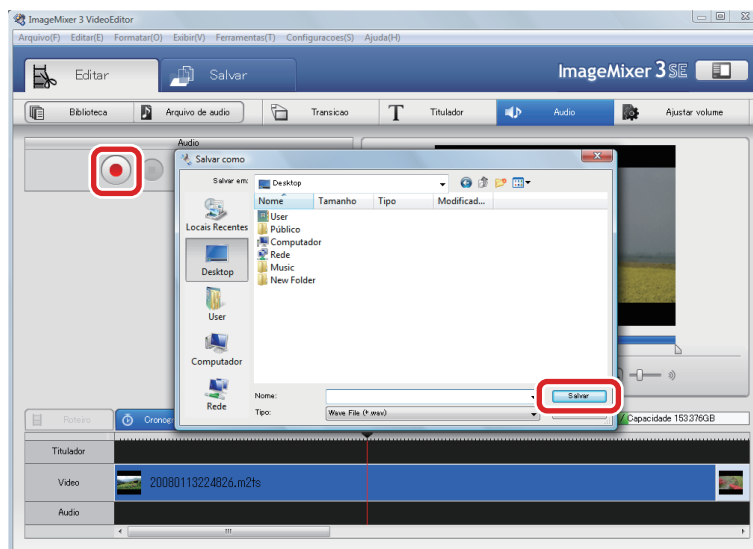 ImageMixer 3 VideoEditor
Arquivo(F) Editar(E) Formatar(O) Exibir(V) Ferramentas(T) Configuracoes(S) Ajuda(H)
Editar Salvar ImageMixer 3 SE
Biblioteca Arquivo de audio Transicao T Titulador Audio Ajustar volume
Audio
Salvar como
Salvar em: Desktop
Nome Tamanho Tipo Modificad...
Locais Recentes
Desktop
User
Computador
Rede
User
Público
Computador
Rede
Music
New Folder
Nome: Salvar
Tipo: Wave File (*.wav)
Roteiro Capacidade 153.376GB
Titulador
Video 20080113224826.m2ts
Audio